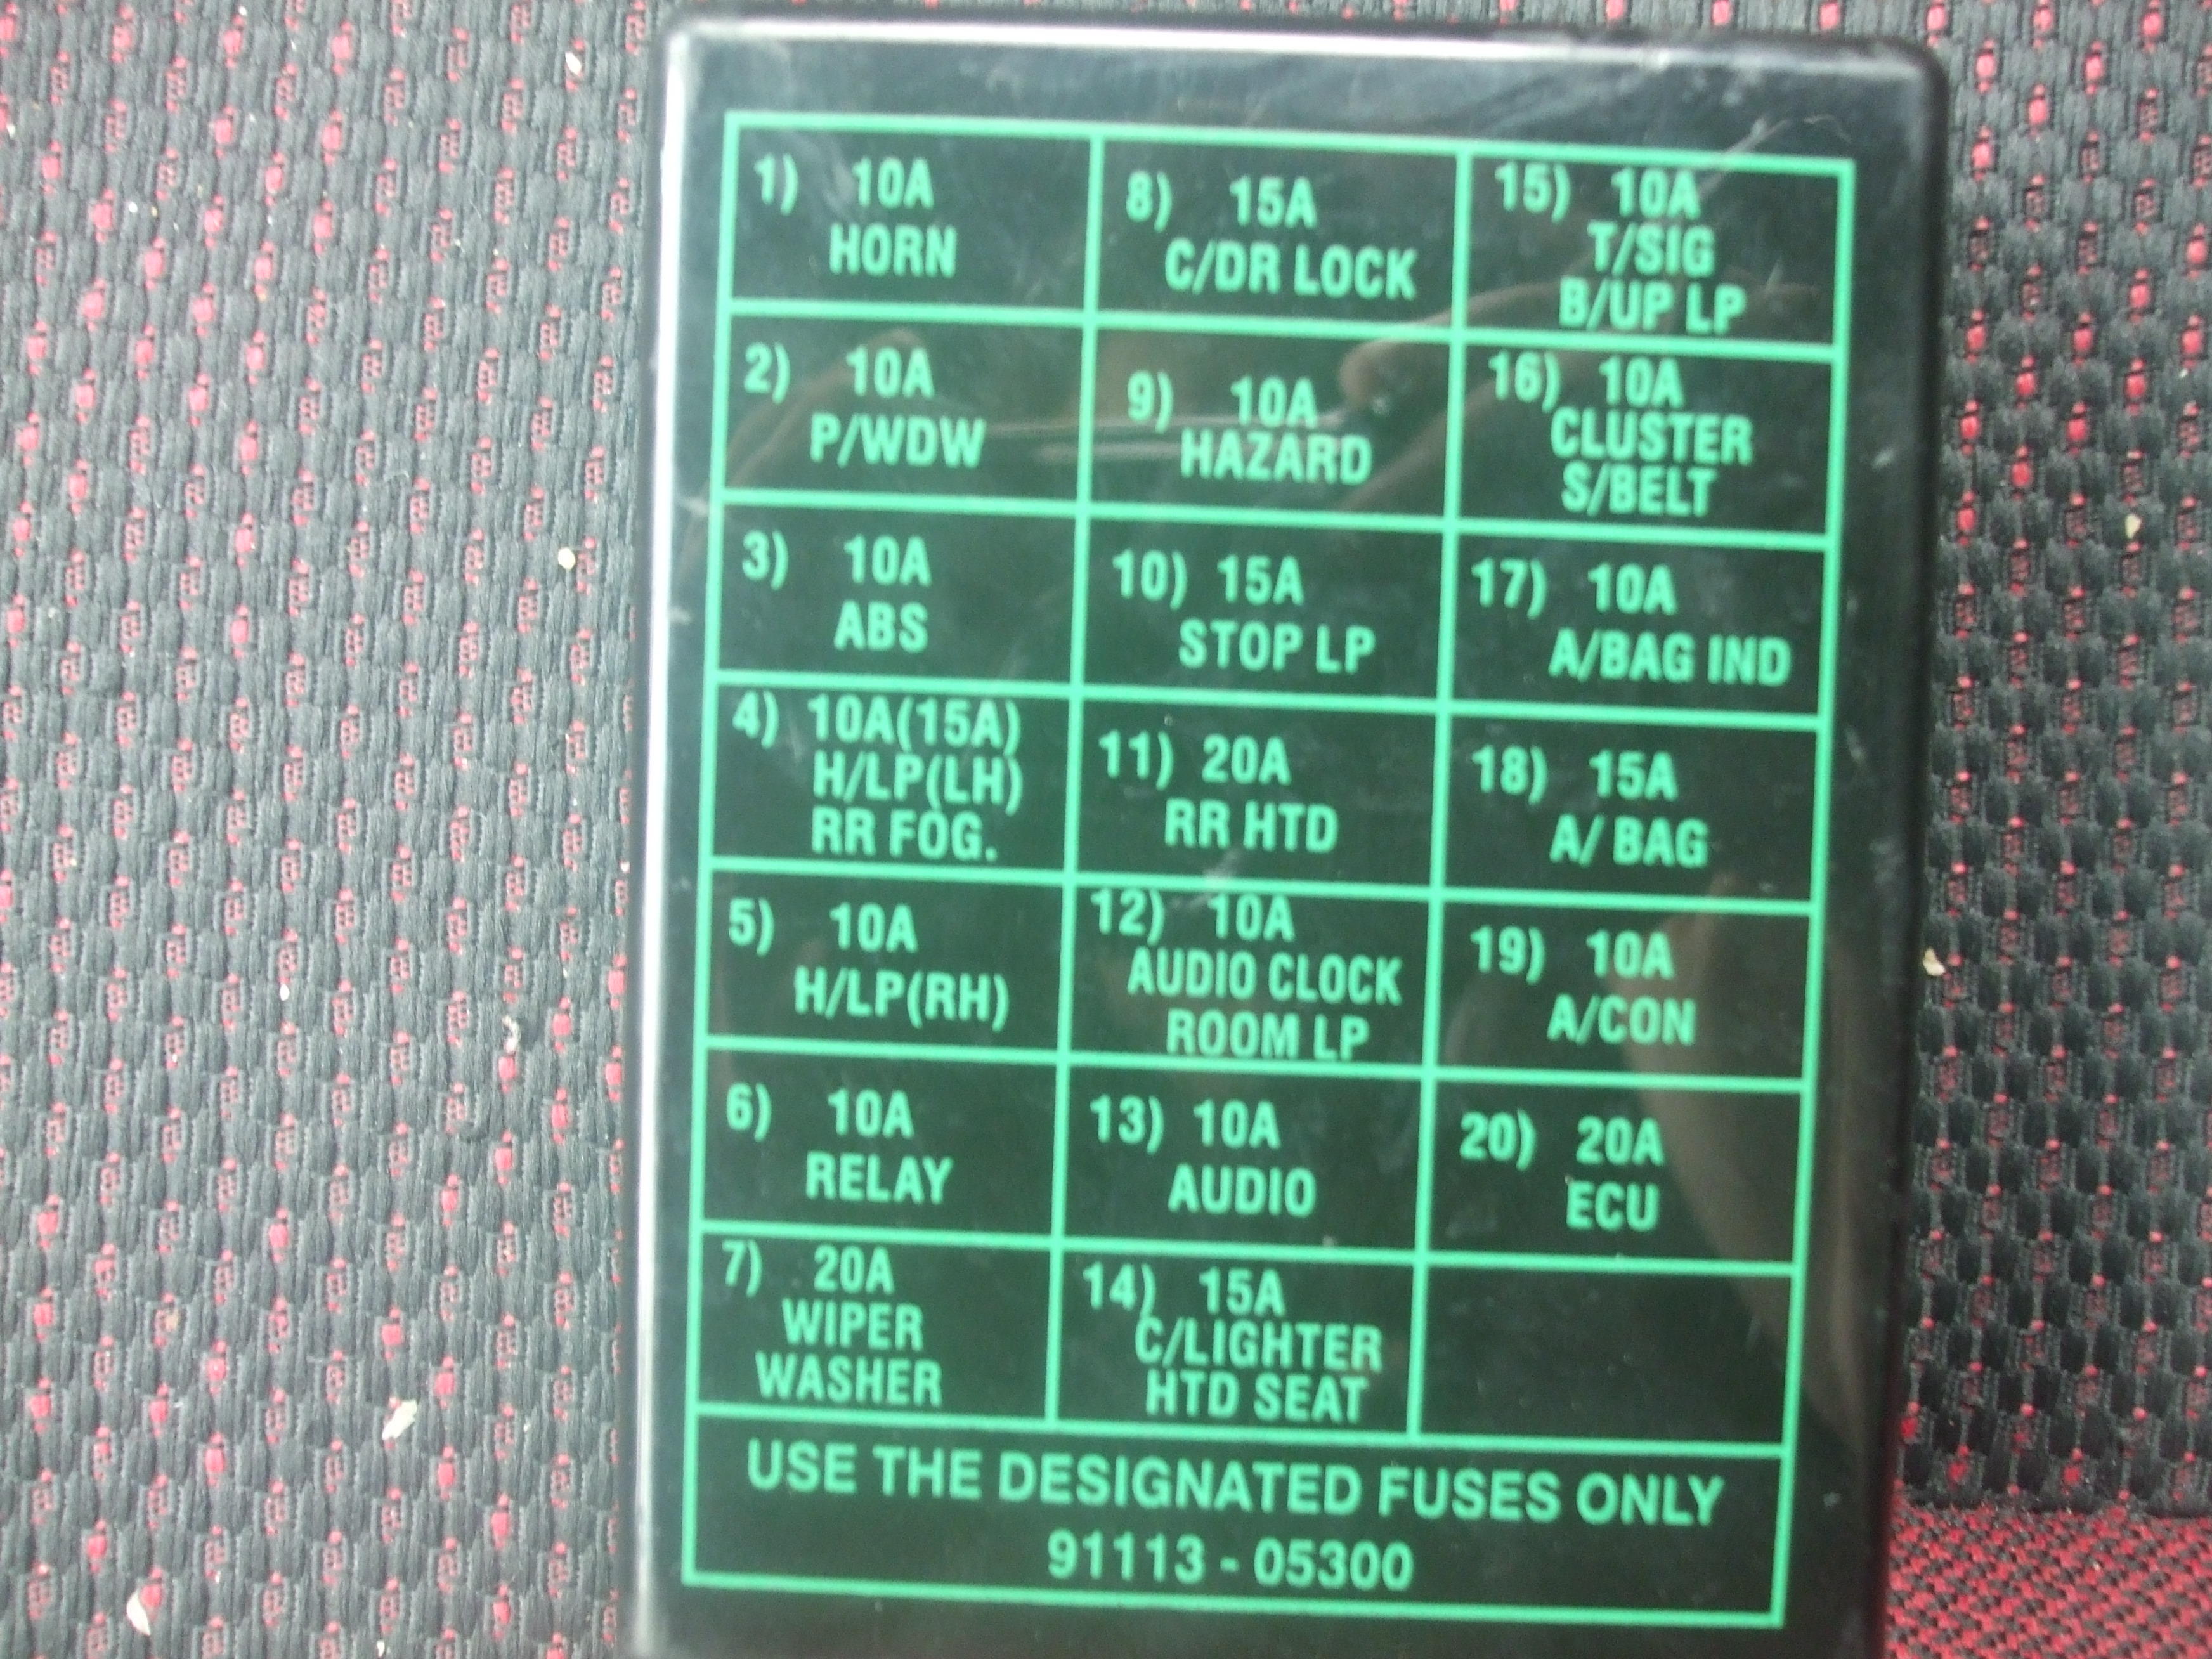 1) 10A
HORN
2) 10A
P/WDW
3) 10A
ABS
4) 10A(15A)
H/LP(LH)
RR FOG.
5) 10A
H/LP(RH)
6) 10A
RELAY
7) 20A
WIPER
WASHER
8) 15A
C/DR LOCK
9) 10A
HAZARD
10) 15A
STOP LP
11) 20A
RR HTD
12) 10A
AUDIO CLOCK
ROOM LP
13) 10A
AUDIO
14) 15A
C/LIGHTER
HTD SEAT
15) 10A
T/SIG
B/UP LP
16) 10A
CLUSTER
S/BELT
17) 10A
A/BAG IND
18) 15A
A/ BAG
19) 10A
A/CON
20) 20A
ECU
USE THE DESIGNATED FUSES ONLY
91113 - 05300